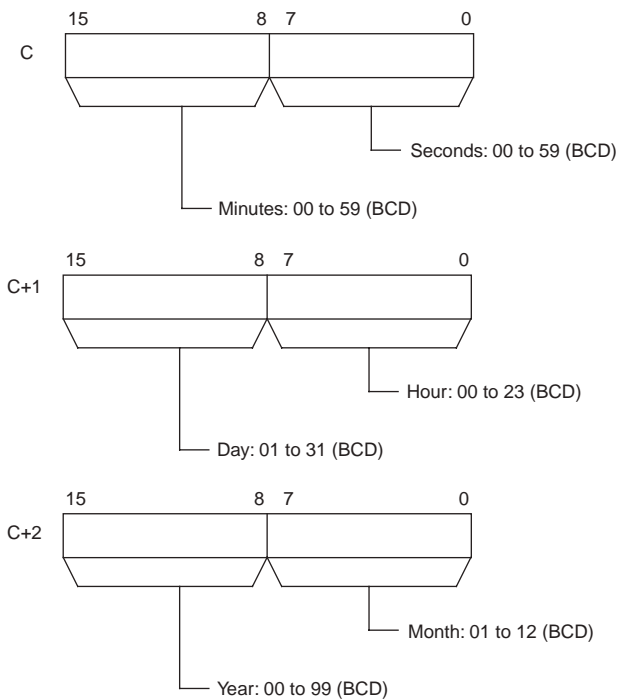 15 8 7 0
C
Seconds: 00 to 59 (BCD)
Minutes: 00 to 59 (BCD)
15 8 7 0
C+1
Hour: 00 to 23 (BCD)
Day: 01 to 31 (BCD)
15 8 7 0
C+2
Month: 01 to 12 (BCD)
Year: 00 to 99 (BCD)